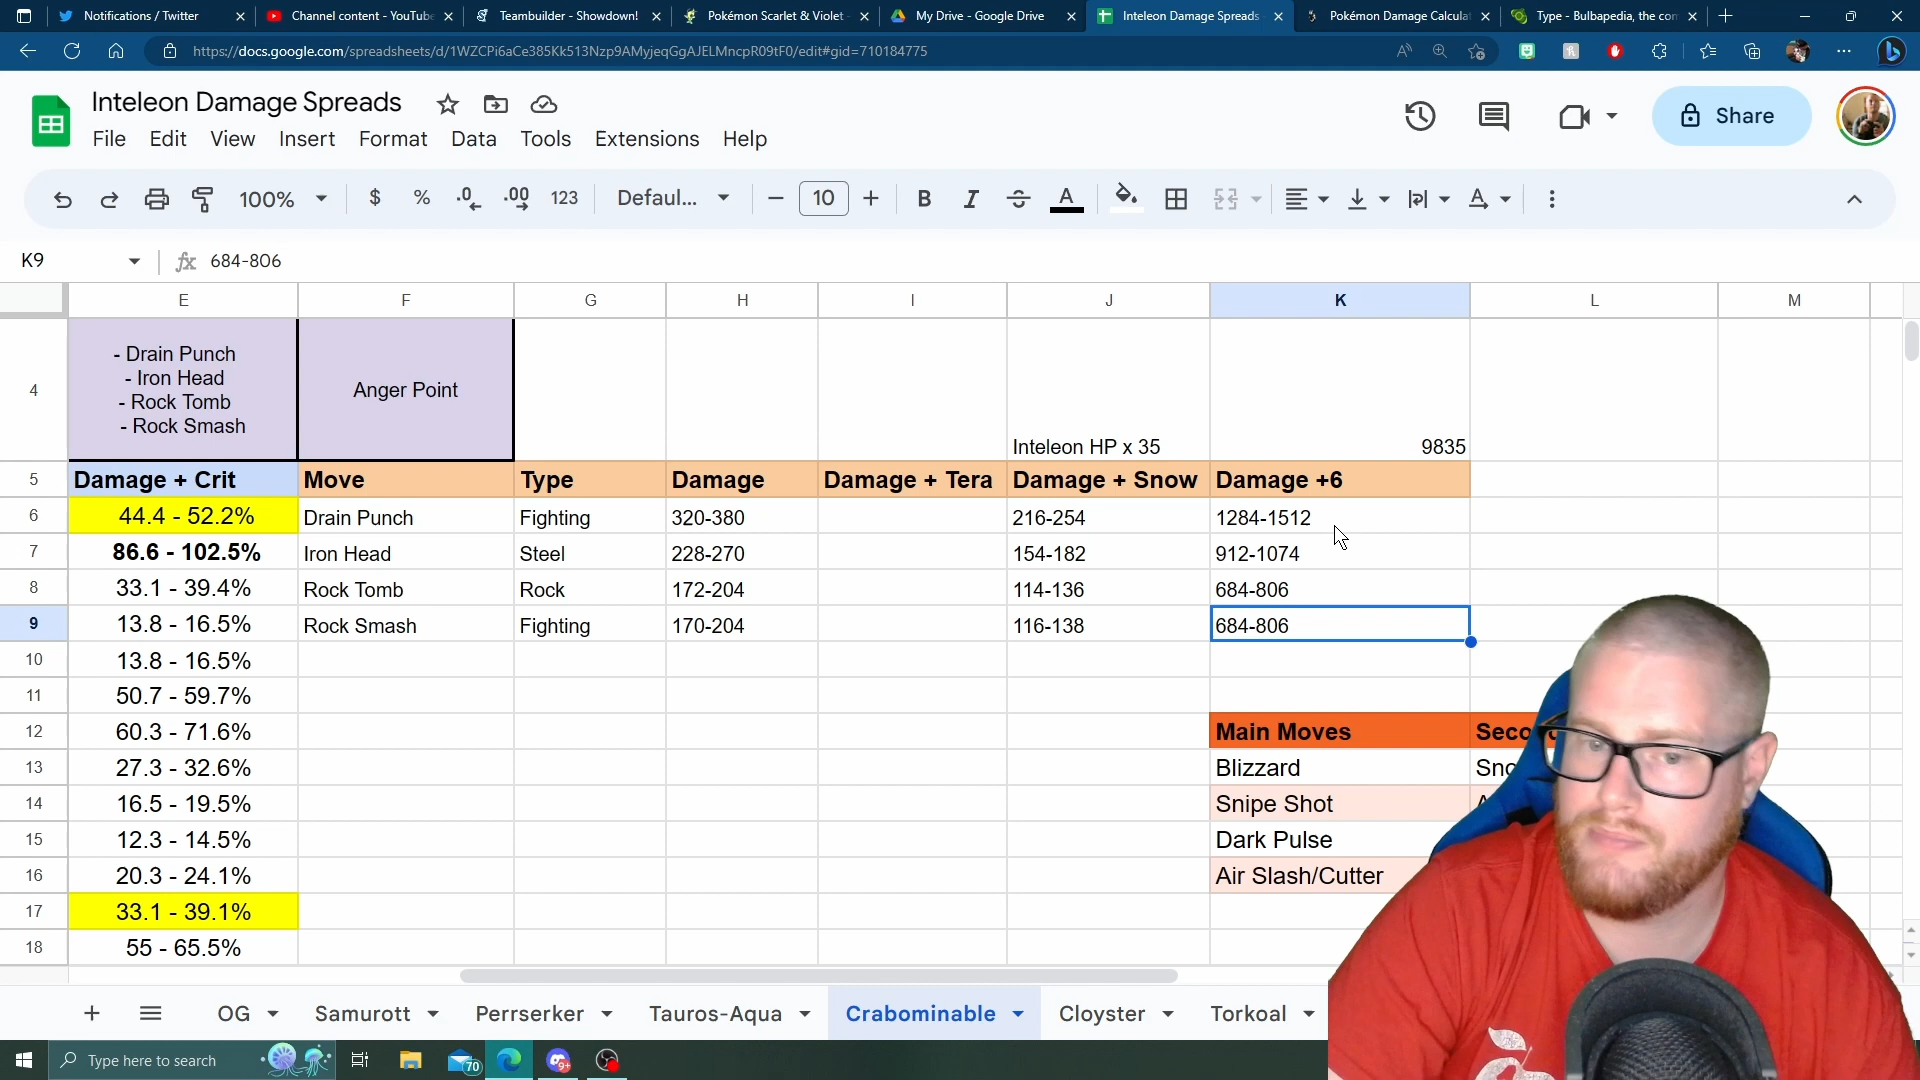 Notifications / Twitter
Channel content - YouTube
Teambuilder - Showdown!
Pokémon Scarlet & Violet -
My Drive - Google Drive
Inteleon Damage Spreads -
Pokémon Damage Calcula
Type - Bulbapedia, the com
https://docs.google.com/spreadsheets/d/1WZCPi6aCe385Kk513Nzp9AMyjeqGgAJELMncpR09tF0/edit#gid=710184775
Inteleon Damage Spreads
File Edit View Insert Format Data Tools Extensions Help
Share
100% $ % .0 .00 123 Defaul... 10 B I A
K9 fx 684-806
E F G H I J K L M
4
- Drain Punch
- Iron Head
- Rock Tomb
- Rock Smash
Anger Point
Inteleon HP x 35 9835
5 Damage + Crit Move Type Damage Damage + Tera Damage + Snow Damage +6
6 44.4 - 52.2% Drain Punch Fighting 320-380 216-254 1284-1512
7 86.6 - 102.5% Iron Head Steel 228-270 154-182 912-1074
8 33.1 - 39.4% Rock Tomb Rock 172-204 114-136 684-806
9 13.8 - 16.5% Rock Smash Fighting 170-204 116-138 684-806
10 13.8 - 16.5%
11 50.7 - 59.7%
12 60.3 - 71.6% Main Moves
13 27.3 - 32.6% Blizzard
14 16.5 - 19.5% Snipe Shot
15 12.3 - 14.5% Dark Pulse
16 20.3 - 24.1% Air Slash/Cutter
17 33.1 - 39.1%
18 55 - 65.5%
OG Samurott Perrserker Tauros-Aqua Crabominable Cloyster Torkoal
Type here to search 70 9+